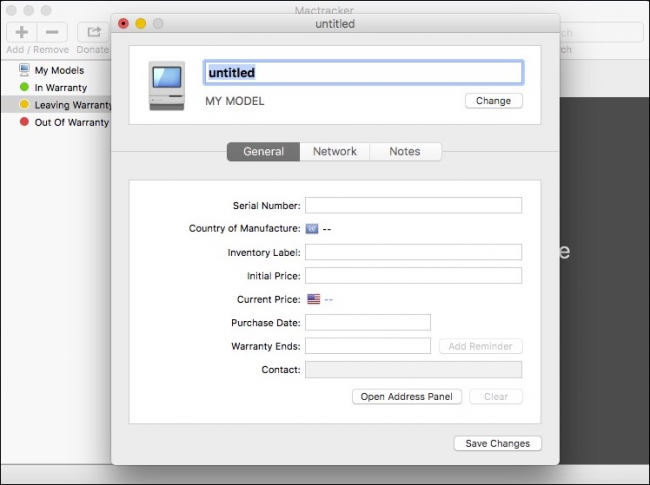 Mactracker
untitled
Add / Remove Donate
My Models
In Warranty
Leaving Warranty
Out Of Warranty
untitled
MY MODEL
Change
General Network Notes
Serial Number:
Country of Manufacture: --
Inventory Label:
Initial Price:
Current Price: --
Purchase Date:
Warranty Ends: Add Reminder
Contact:
Open Address Panel Clear
Save Changes